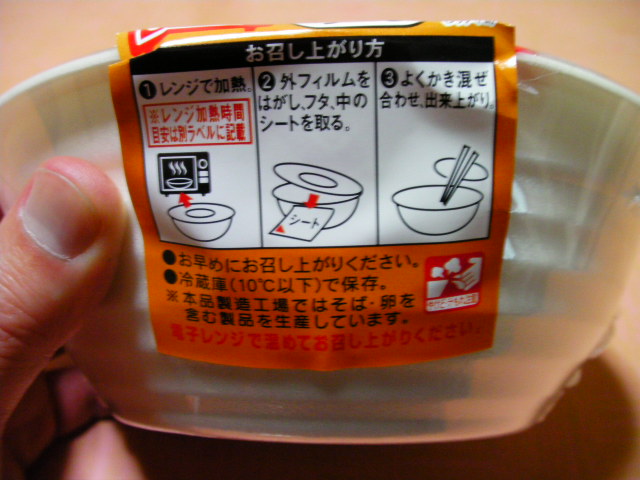 お召し上がり方
①レンジで加熱。
※レンジ加熱時間
目安は別ラベルに記載
②外フィルムを
はがし、フタ、中の
シートを取る。
シート
③よくかき混ぜ
合わせ、出来上がり。
●お早めにお召し上がりください。
●冷蔵庫(10℃以下)で保存。
※本品製造工場ではそば・卵を
含む製品を生産しています。
電子レンジで温めてお召し上がりください。